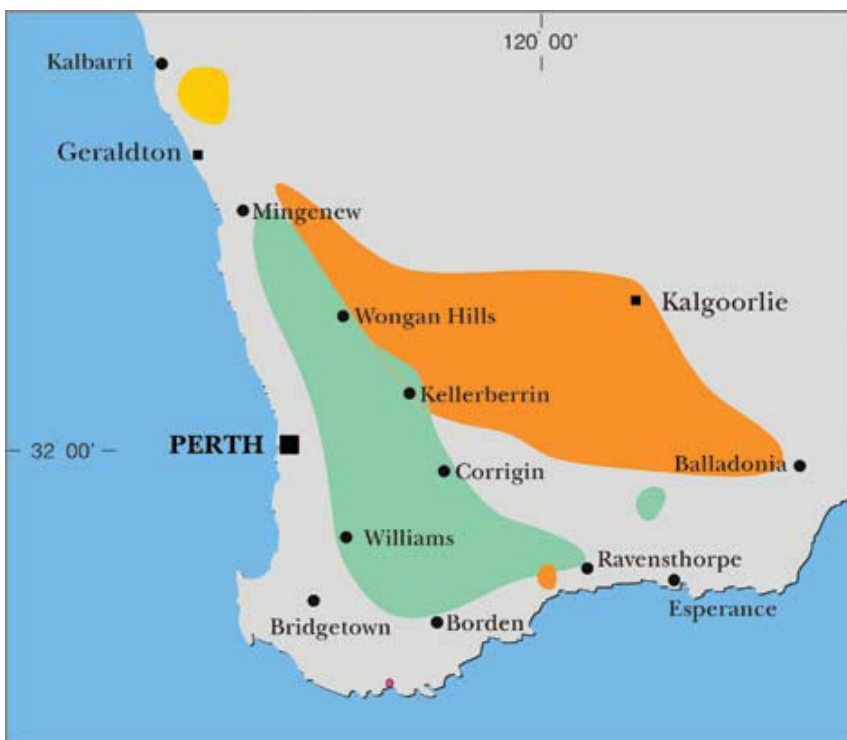 120 00'
Kalbarri
Geraldton
Mingenew
Kalgoorlie
Wongan Hills
Kellerberrin
PERTH
32 00'
Balladonia
Corrigin
Williams
Ravensthorpe
Esperance
Bridgetown
Borden